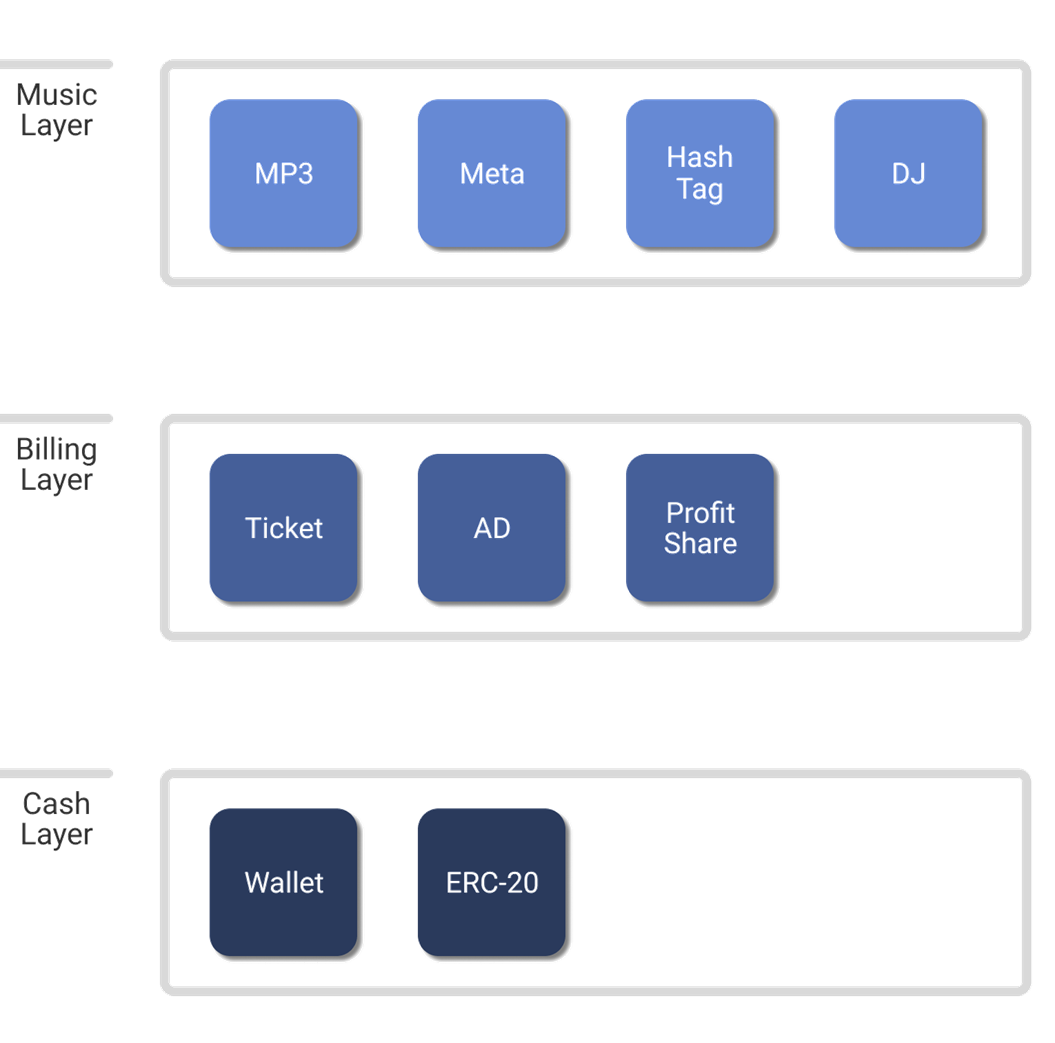 Music
Layer
MP3
Meta
Hash
Tag
DJ
Billing
Layer
Ticket
AD
Profit
Share
Cash
Layer
Wallet
ERC-20